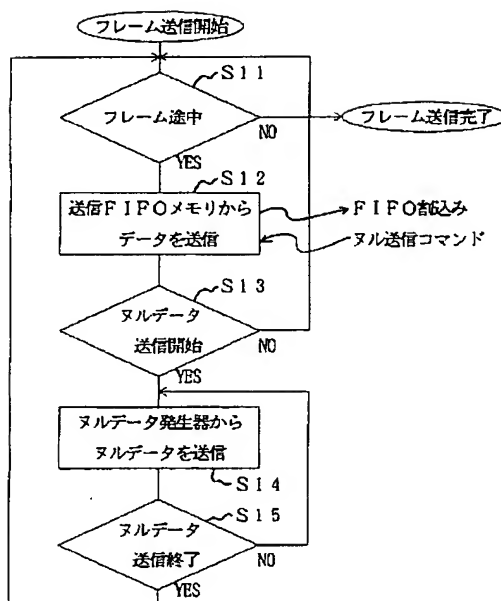 フレーム送信開始
S11
フレーム途中
NO
フレーム送信完了
YES
S12
送信FIFOメモリから
データを送信
FIFO割込み
ヌル送信コマンド
S13
ヌルデータ
送信開始
NO
YES
ヌルデータ発生器から
ヌルデータを送信
S14
S15
ヌルデータ
送信終了
NO
YES